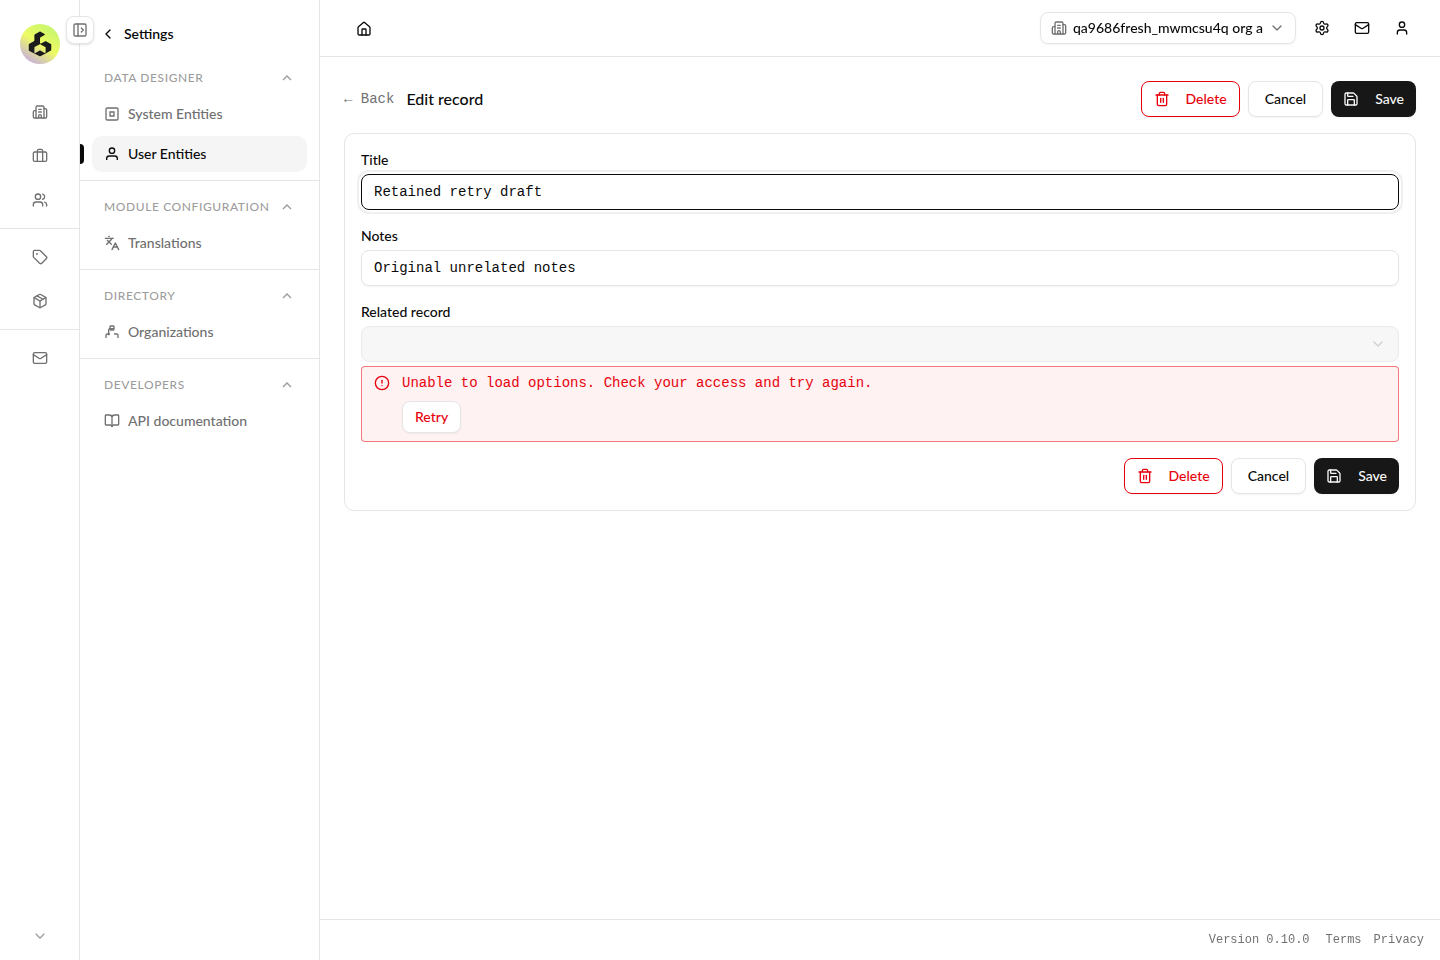 Settings
DATA DESIGNER
System Entities
User Entities
MODULE CONFIGURATION
Translations
DIRECTORY
Organizations
DEVELOPERS
API documentation
qa9686fresh_mwmcsu4q org a
← Back
Edit record
Delete
Cancel
Save
Title
Retained retry draft
Notes
Original unrelated notes
Related record
Unable to load options. Check your access and try again.
Retry
Delete
Cancel
Save
Version 0.10.0
Terms
Privacy